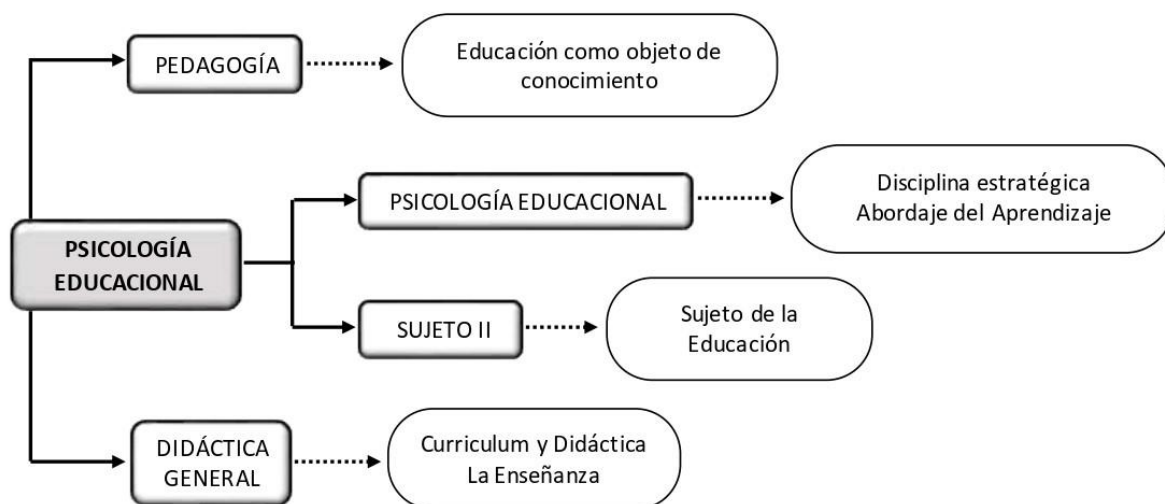 PEDAGOGÍA
Educación como objeto de
conocimiento
PSICOLOGÍA
EDUCACIONAL
PSICOLOGÍA EDUCACIONAL
Disciplina estratégica
Abordaje del Aprendizaje
SUJETO II
Sujeto de la
Educación
DIDÁCTICA
GENERAL
Curriculum y Didáctica
La Enseñanza